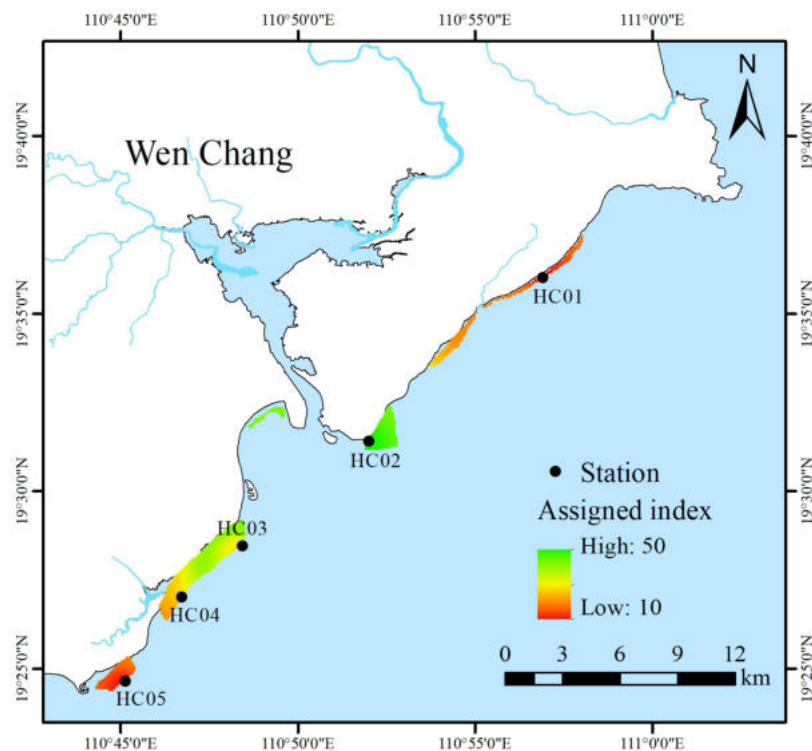 110°45'0"E 110°50'0"E 110°55'0"E 111°0'0"E
N
19°40'0"N 19°40'0"N
Wen Chang
HC01
19°35'0"N 19°35'0"N
HC02
Station
19°30'0"N 19°30'0"N
Assigned index
HC03
High: 50
HC04
Low: 10
0 3 6 9 12
km
19°25'0"N 19°25'0"N
HC05
110°45'0"E 110°50'0"E 110°55'0"E 111°0'0"E